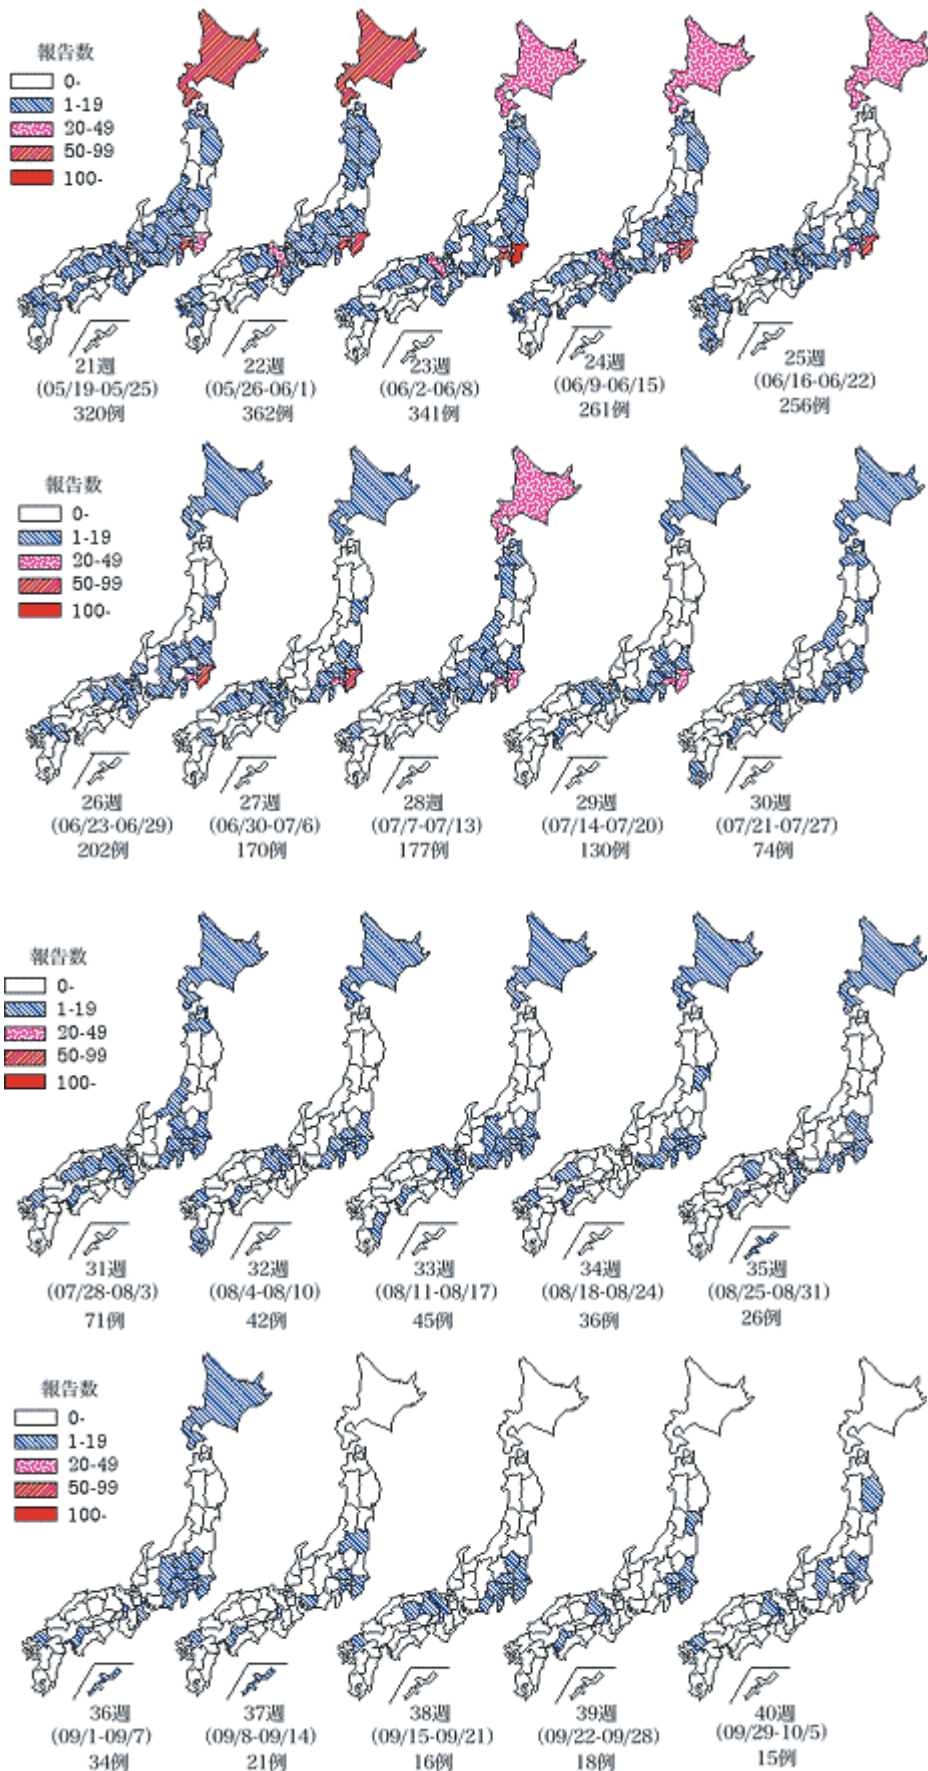 報告数
0-
1-19
20-49
50-99
100-
21週
(05/19-05/25)
320例
22週
(05/26-06/1)
362例
23週
(06/2-06/8)
341例
24週
(06/9-06/15)
261例
25週
(06/16-06/22)
256例
報告数
0-
1-19
20-49
50-99
100-
26週
(06/23-06/29)
202例
27週
(06/30-07/6)
170例
28週
(07/7-07/13)
177例
29週
(07/14-07/20)
130例
30週
(07/21-07/27)
74例
報告数
0-
1-19
20-49
50-99
100-
31週
(07/28-08/3)
71例
32週
(08/4-08/10)
42例
33週
(08/11-08/17)
45例
34週
(08/18-08/24)
36例
35週
(08/25-08/31)
26例
報告数
0-
1-19
20-49
50-99
100-
36週
(09/1-09/7)
34例
37週
(09/8-09/14)
21例
38週
(09/15-09/21)
16例
39週
(09/22-09/28)
18例
40週
(09/29-10/5)
15例